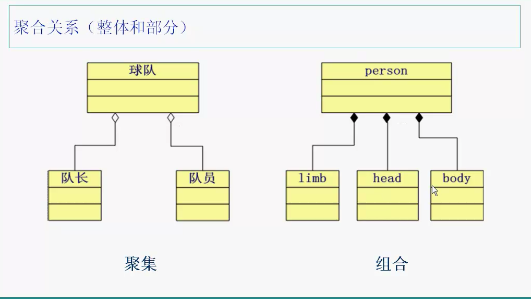 聚合关系（整体和部分）
球队
person
队长
队员
limb
head
body
聚集
组合